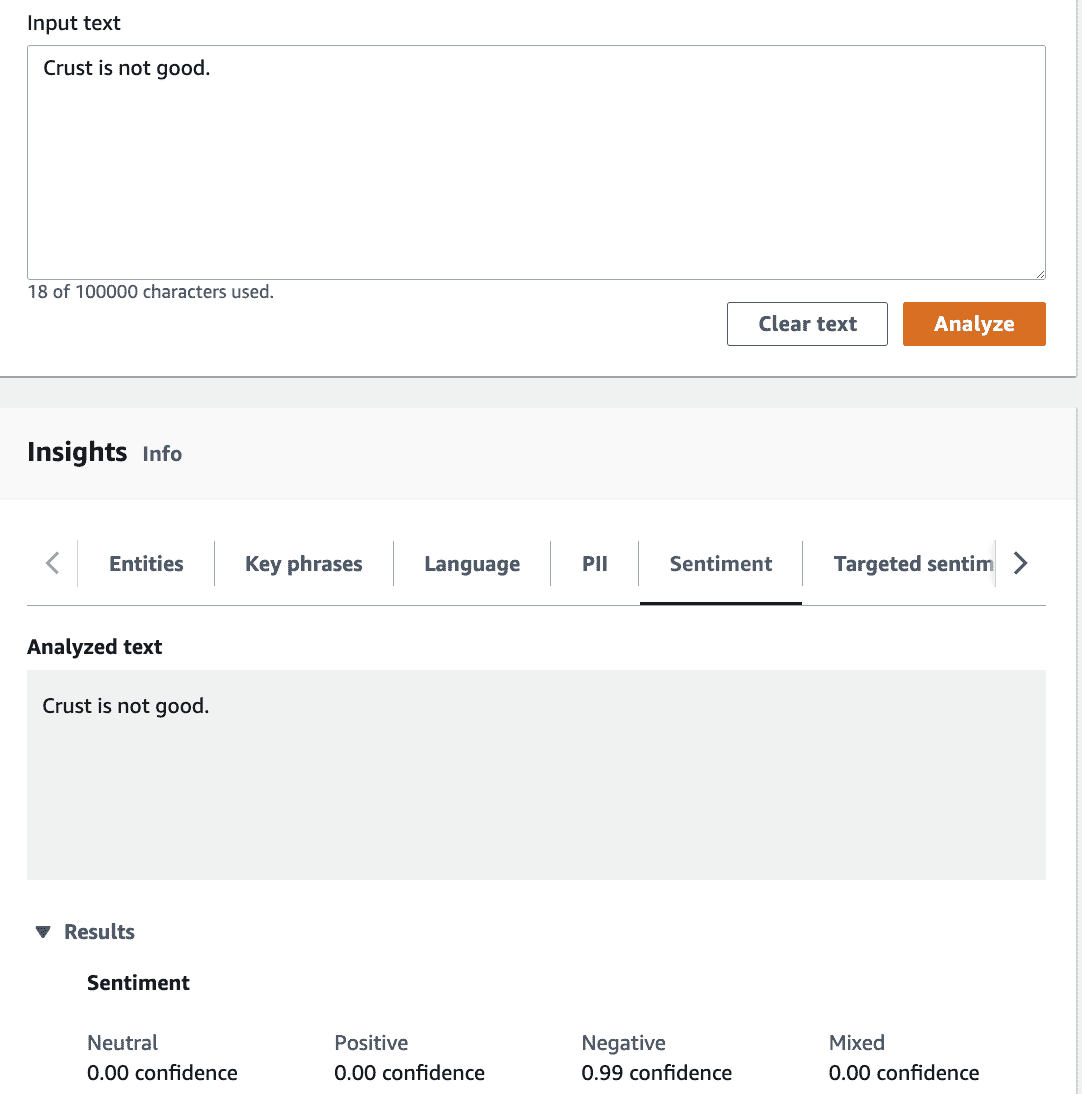 Input text
Crust is not good.
18 of 100000 characters used.
Clear text Analyze
Insights Info
Entities Key phrases Language PII Sentiment Targeted sentim
Analyzed text
Crust is not good.
Results
Sentiment
Neutral Positive Negative Mixed
0.00 confidence 0.00 confidence 0.99 confidence 0.00 confidence